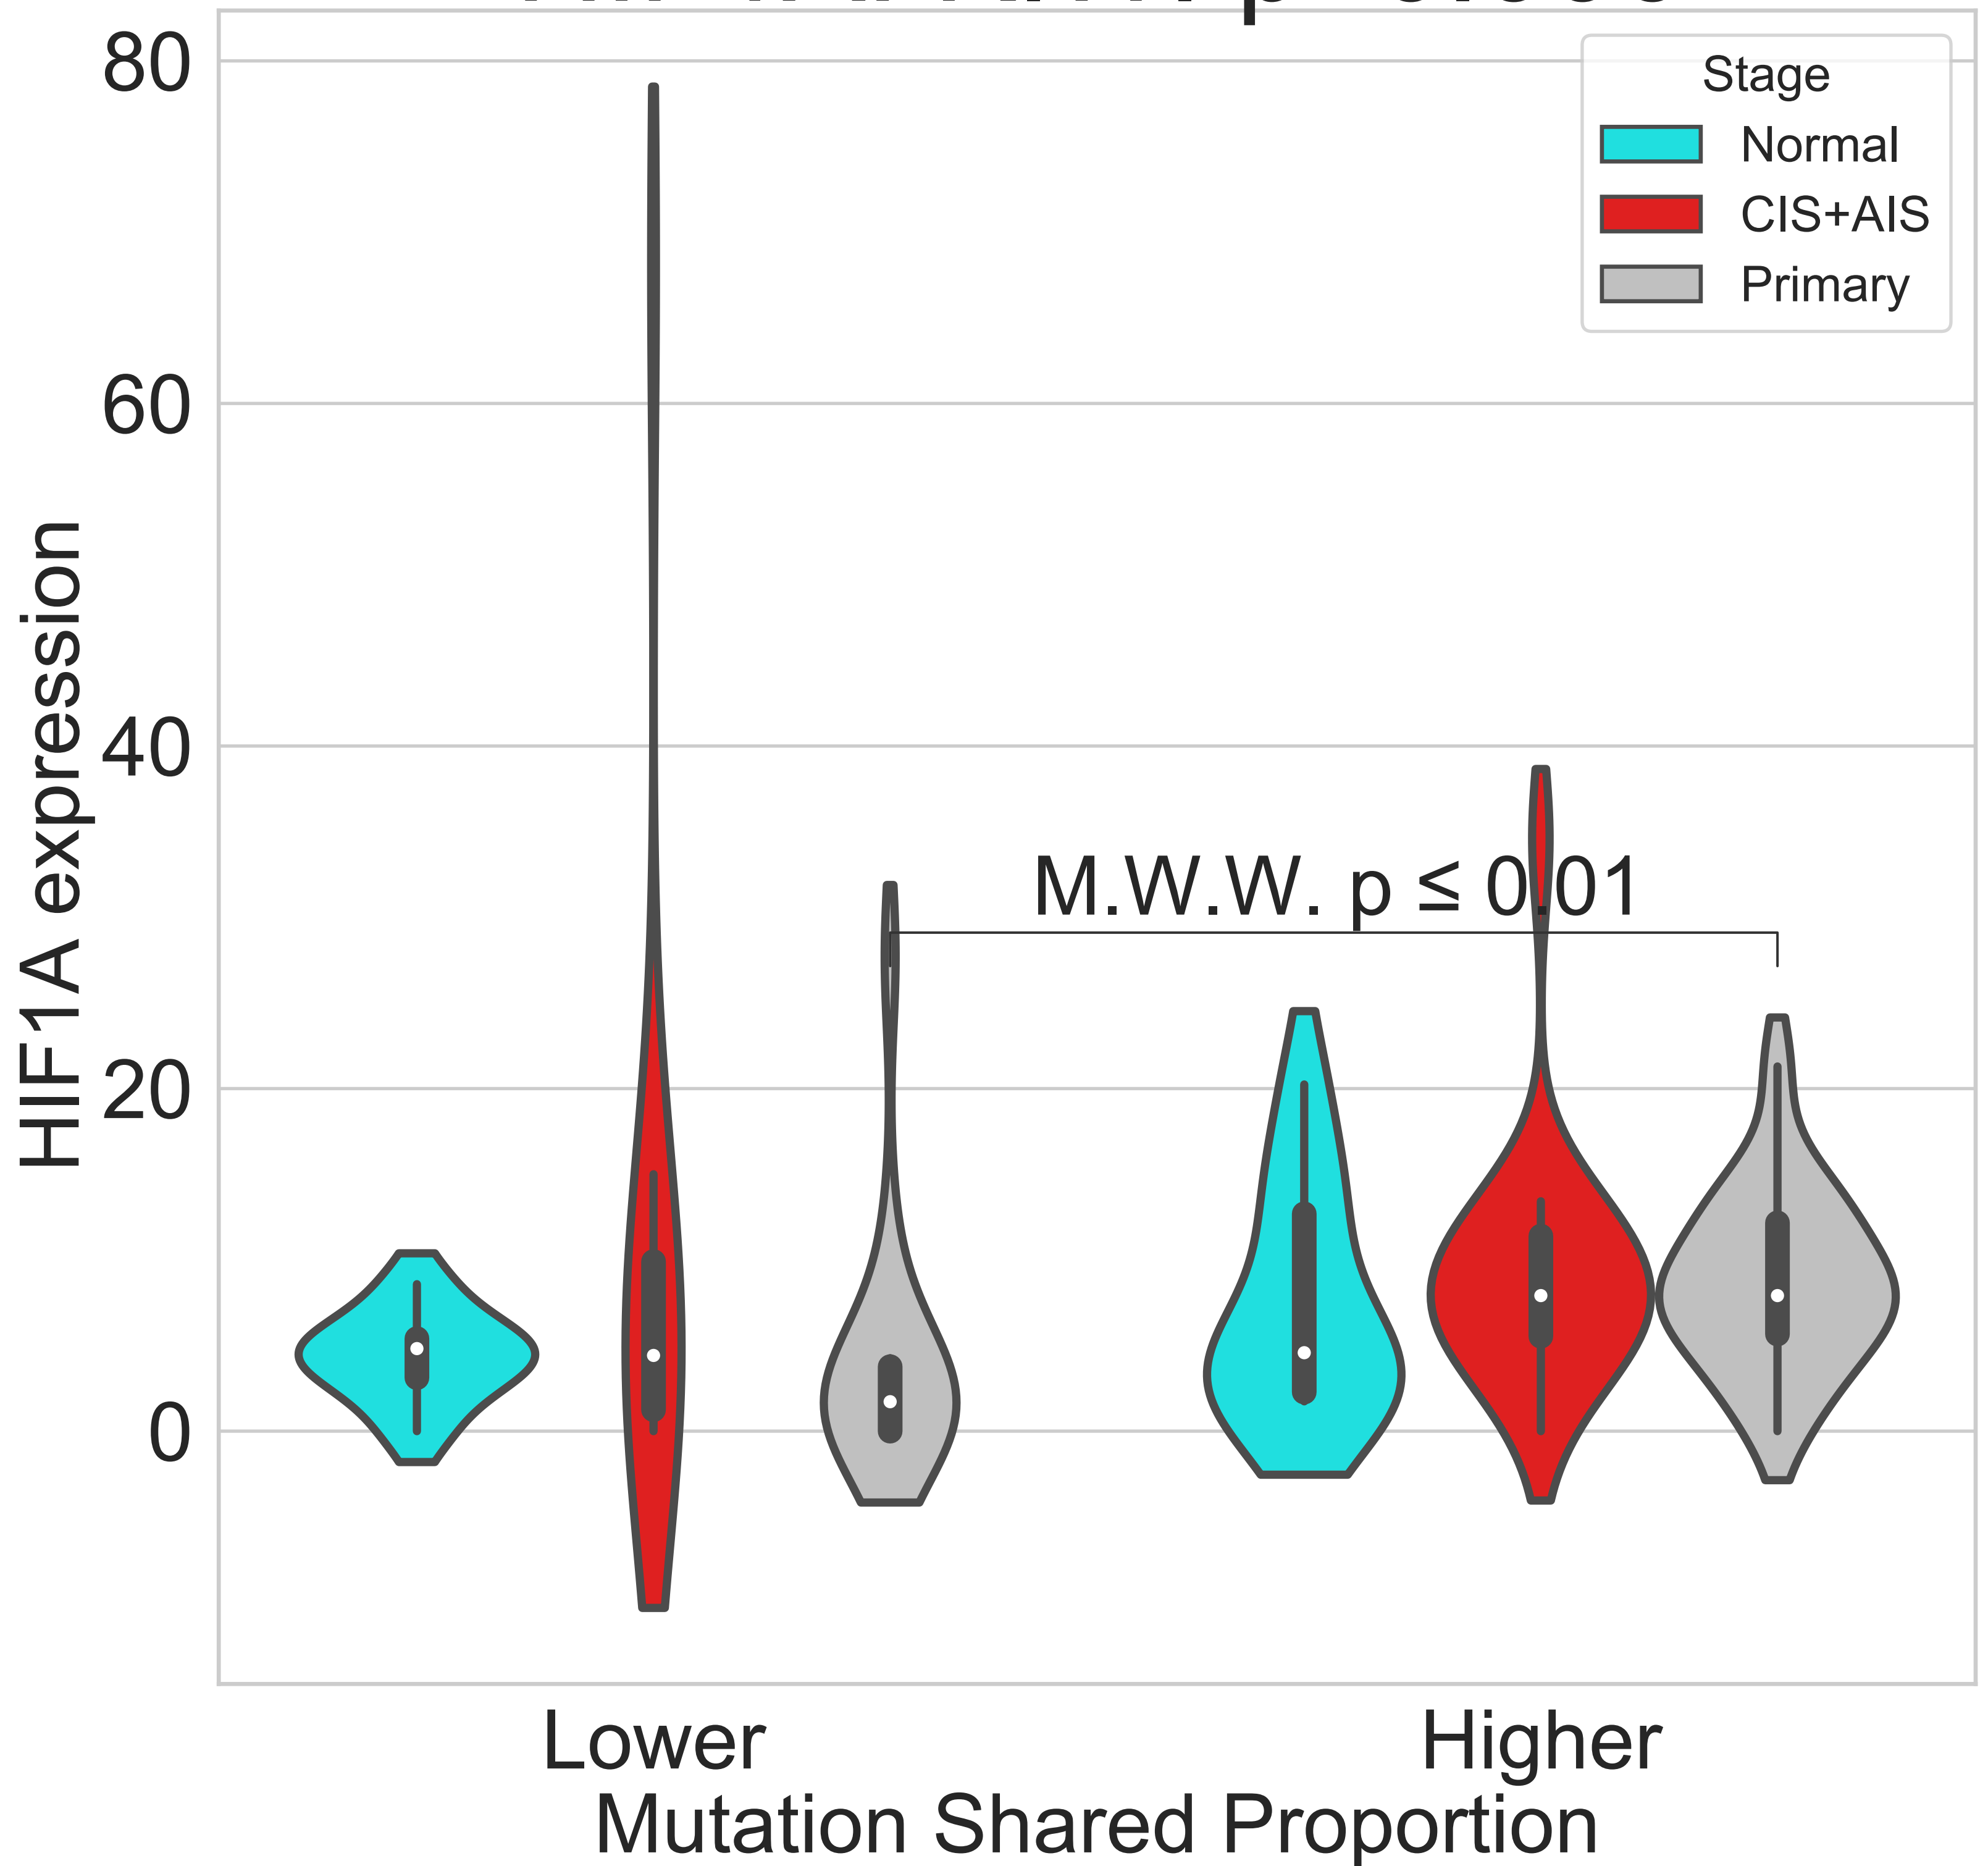 80
60
40
20
0
HIF1A expression
Stage
Normal
CIS+AIS
Primary
M.W.W. p ≤ 0.01
Lower
Higher
Mutation Shared Proportion